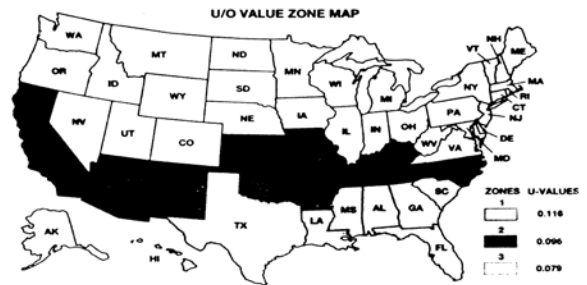 U/O VALUE ZONE MAP
WA
MT
ND
MN
VT
NH
ME
OR
ID
SD
WI
MI
NY
MA
WY
RI
CT
NV
UT
NE
IA
IL
IN
OH
PA
NJ
CO
WV
VA
DE
MD
TX
LA
MS
AL
GA
SC
FL
AK
HI
ZONES U-VALUES
1
0.116
2
0.096
3
0.079